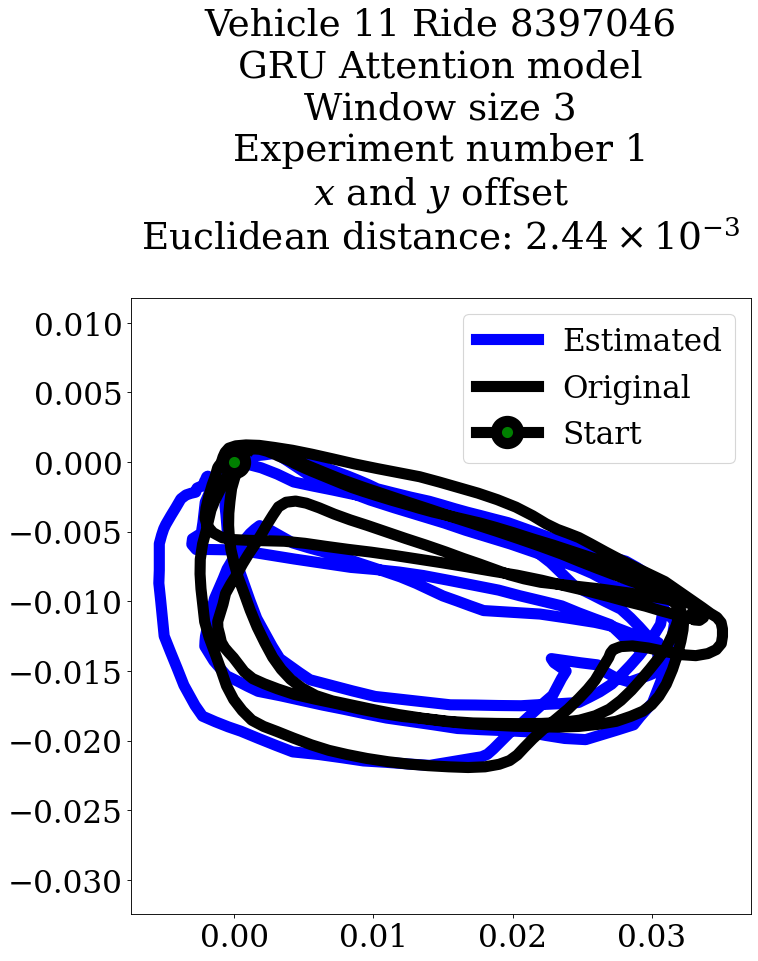 Vehicle 11 Ride 8397046
GRU Attention model
Window size 3
Experiment number 1
x and y offset
Euclidean distance: 2.44 × 10⁻³
Estimated
Original
Start
0.010
0.005
0.000
−0.005
−0.010
−0.015
−0.020
−0.025
−0.030
0.00 0.01 0.02 0.03